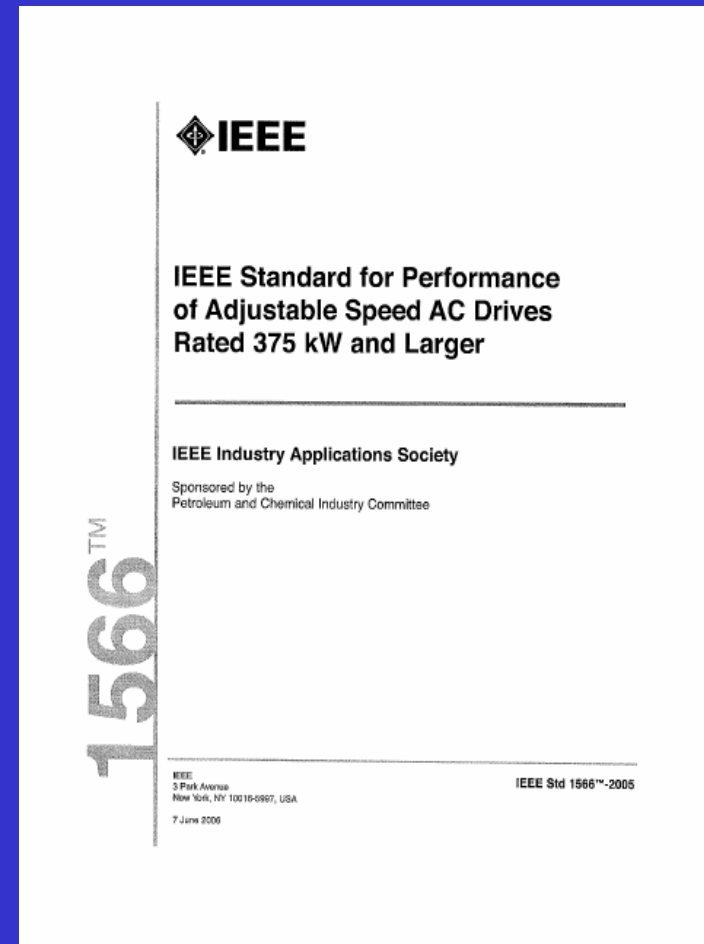 IEEE
IEEE Standard for Performance
of Adjustable Speed AC Drives
Rated 375 kW and Larger
IEEE Industry Applications Society
Sponsored by the
Petroleum and Chemical Industry Committee
1566™
IEEE
3 Park Avenue
New York, NY 10016-5997, USA
7 June 2006
IEEE Std 1566™-2005